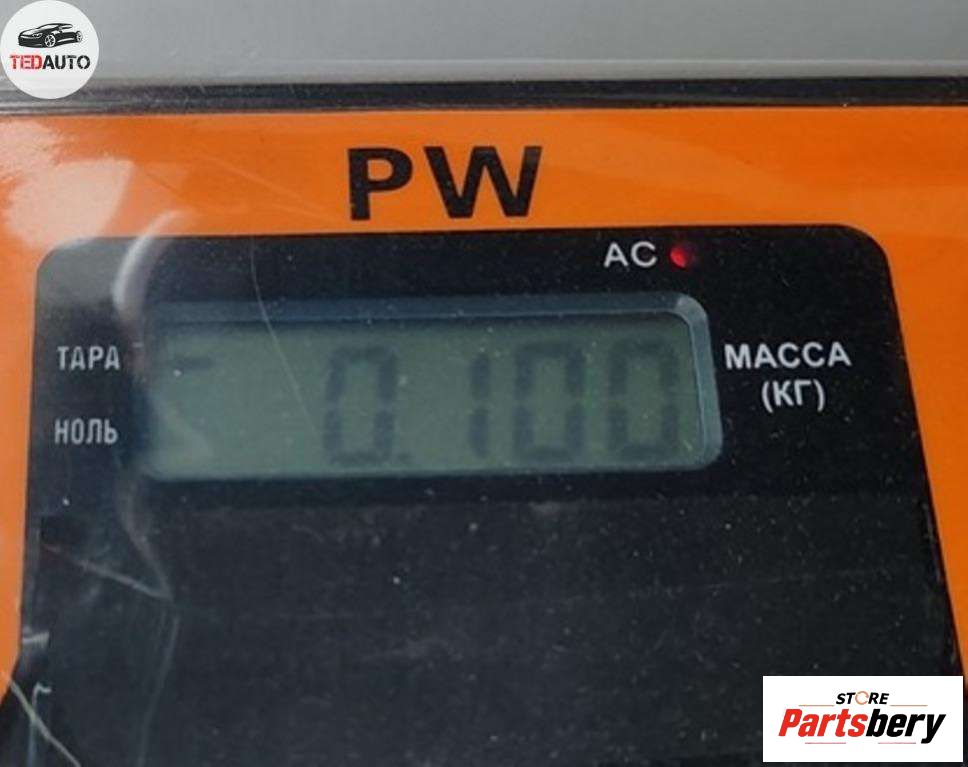 TEDAUTO
PW
AC
ТАРА
НОЛЬ
0.100
МАССА
(КГ)
STORE
Partsbery